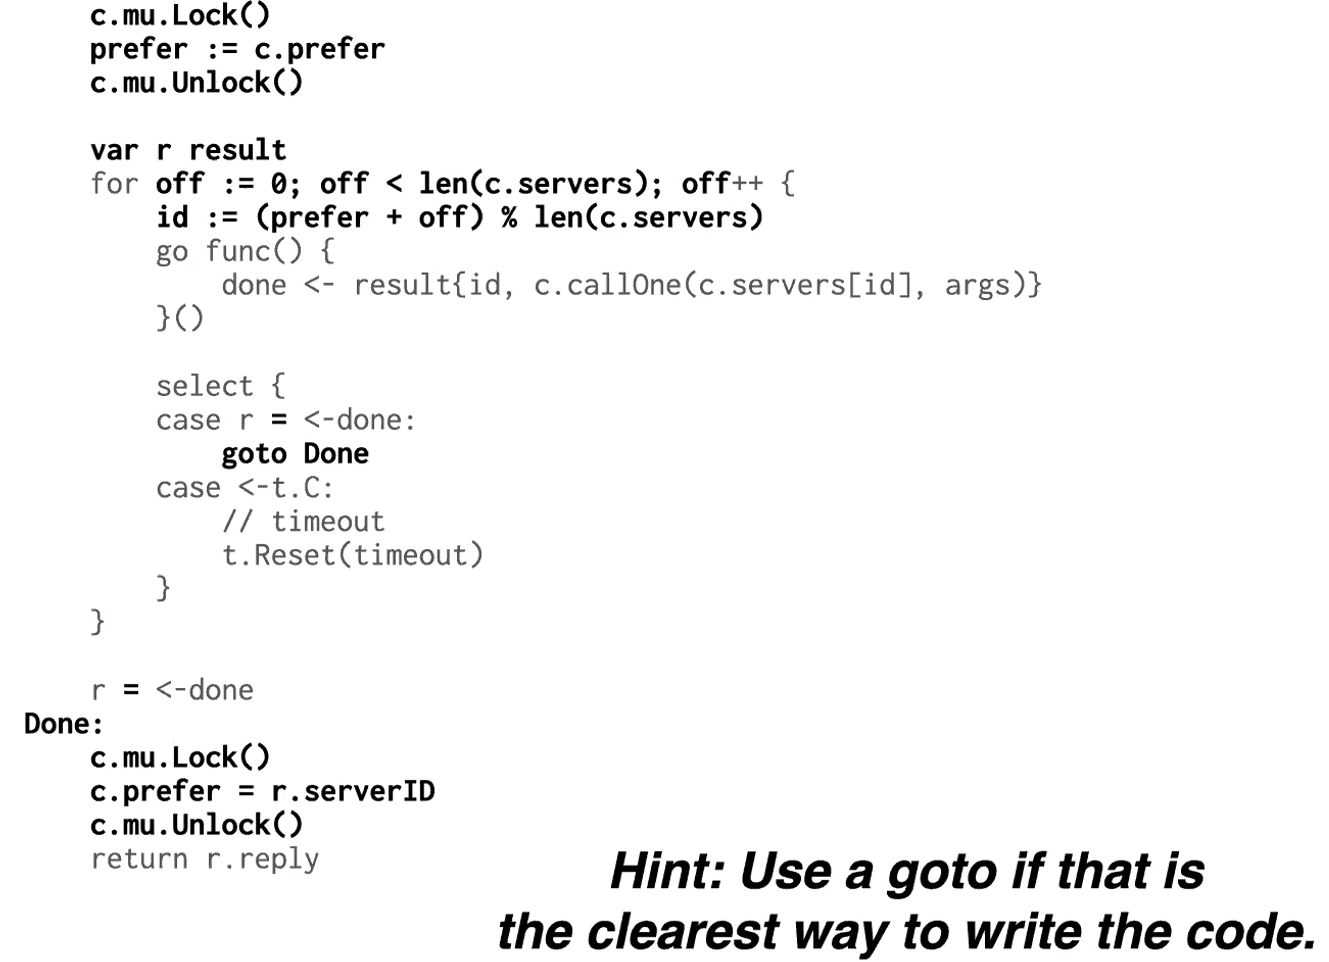 c.mu.Lock()
prefer := c.prefer
c.mu.Unlock()
var r result
for off := 0; off < len(c.servers); off++ {
id := (prefer + off) % len(c.servers)
go func() {
done <- result{id, c.callOne(c.servers[id], args)}
}()
select {
case r = <-done:
goto Done
case <-t.C:
// timeout
t.Reset(timeout)
}
}
r = <-done
Done:
c.mu.Lock()
c.prefer = r.serverID
c.mu.Unlock()
return r.reply
Hint: Use a goto if that is
the clearest way to write the code.